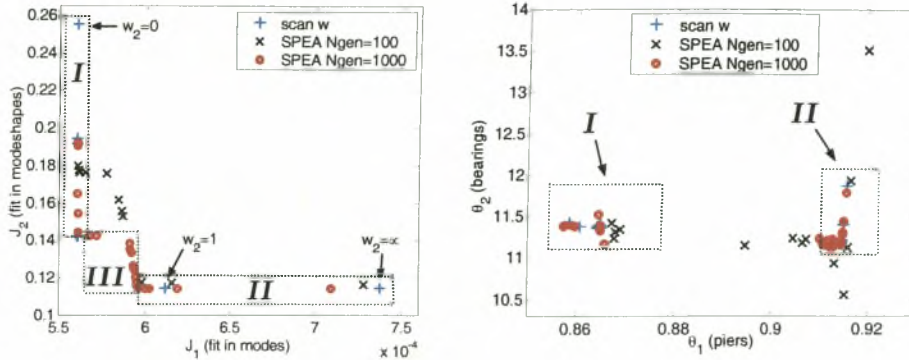 0.26
0.24
0.22
0.2
0.18
0.16
0.14
0.12
0.1
J2 (fit in modeshapes)
w2=0
I
scan w
SPEA Ngen=100
SPEA Ngen=1000
w2=1
w2=∝
III
II
5.5
6
6.5
7
7.5
x 10-4
J1 (fit in modes)
14
13.5
13
12.5
12
11.5
11
10.5
θ2 (bearings)
scan w
SPEA Ngen=100
SPEA Ngen=1000
I
II
0.86
0.88
0.9
0.92
θ1 (piers)